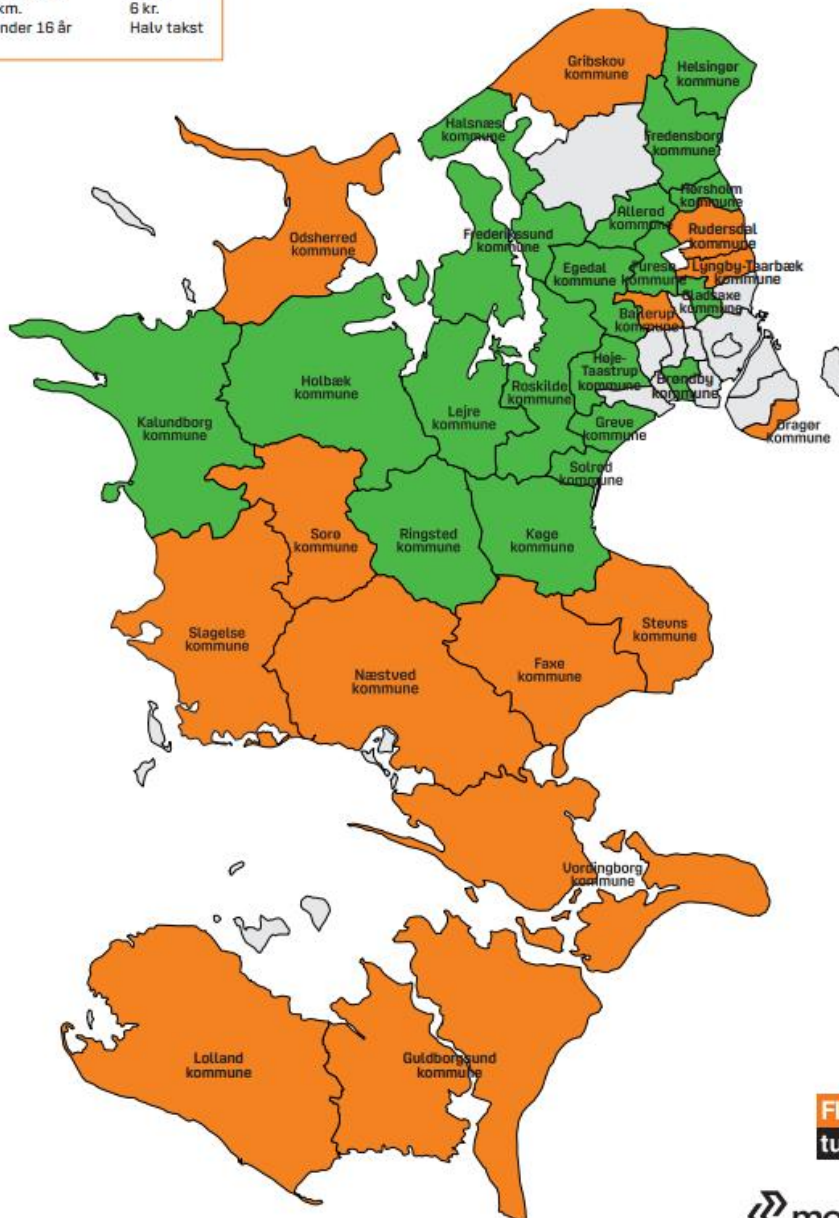 km.
6 kr.
nder 16 år
Halv takst
Gribskov
kommune
Helsingør
kommune
Halsnæs
kommune
Fredensborg
kommune
Hørsholm
kommune
Allerød
kommune
Rudersdal
kommune
Odsherred
kommune
Frederikssund
kommune
Egedal
kommune
Furesø
kommune
Lyngby-Taarbæk
kommune
Gladsaxe
kommune
Ballerup
kommune
Høje-
Taastrup
kommune
Brøndby
kommune
Holbæk
kommune
Roskilde
kommune
Lejre
kommune
Kalundborg
kommune
Greve
kommune
Dragør
kommune
Solrød
kommune
Sorø
kommune
Ringsted
kommune
Køge
kommune
Slagelse
kommune
Stevns
kommune
Næstved
kommune
Faxe
kommune
Vordingborg
kommune
Lolland
kommune
Guldborgsund
kommune
tu